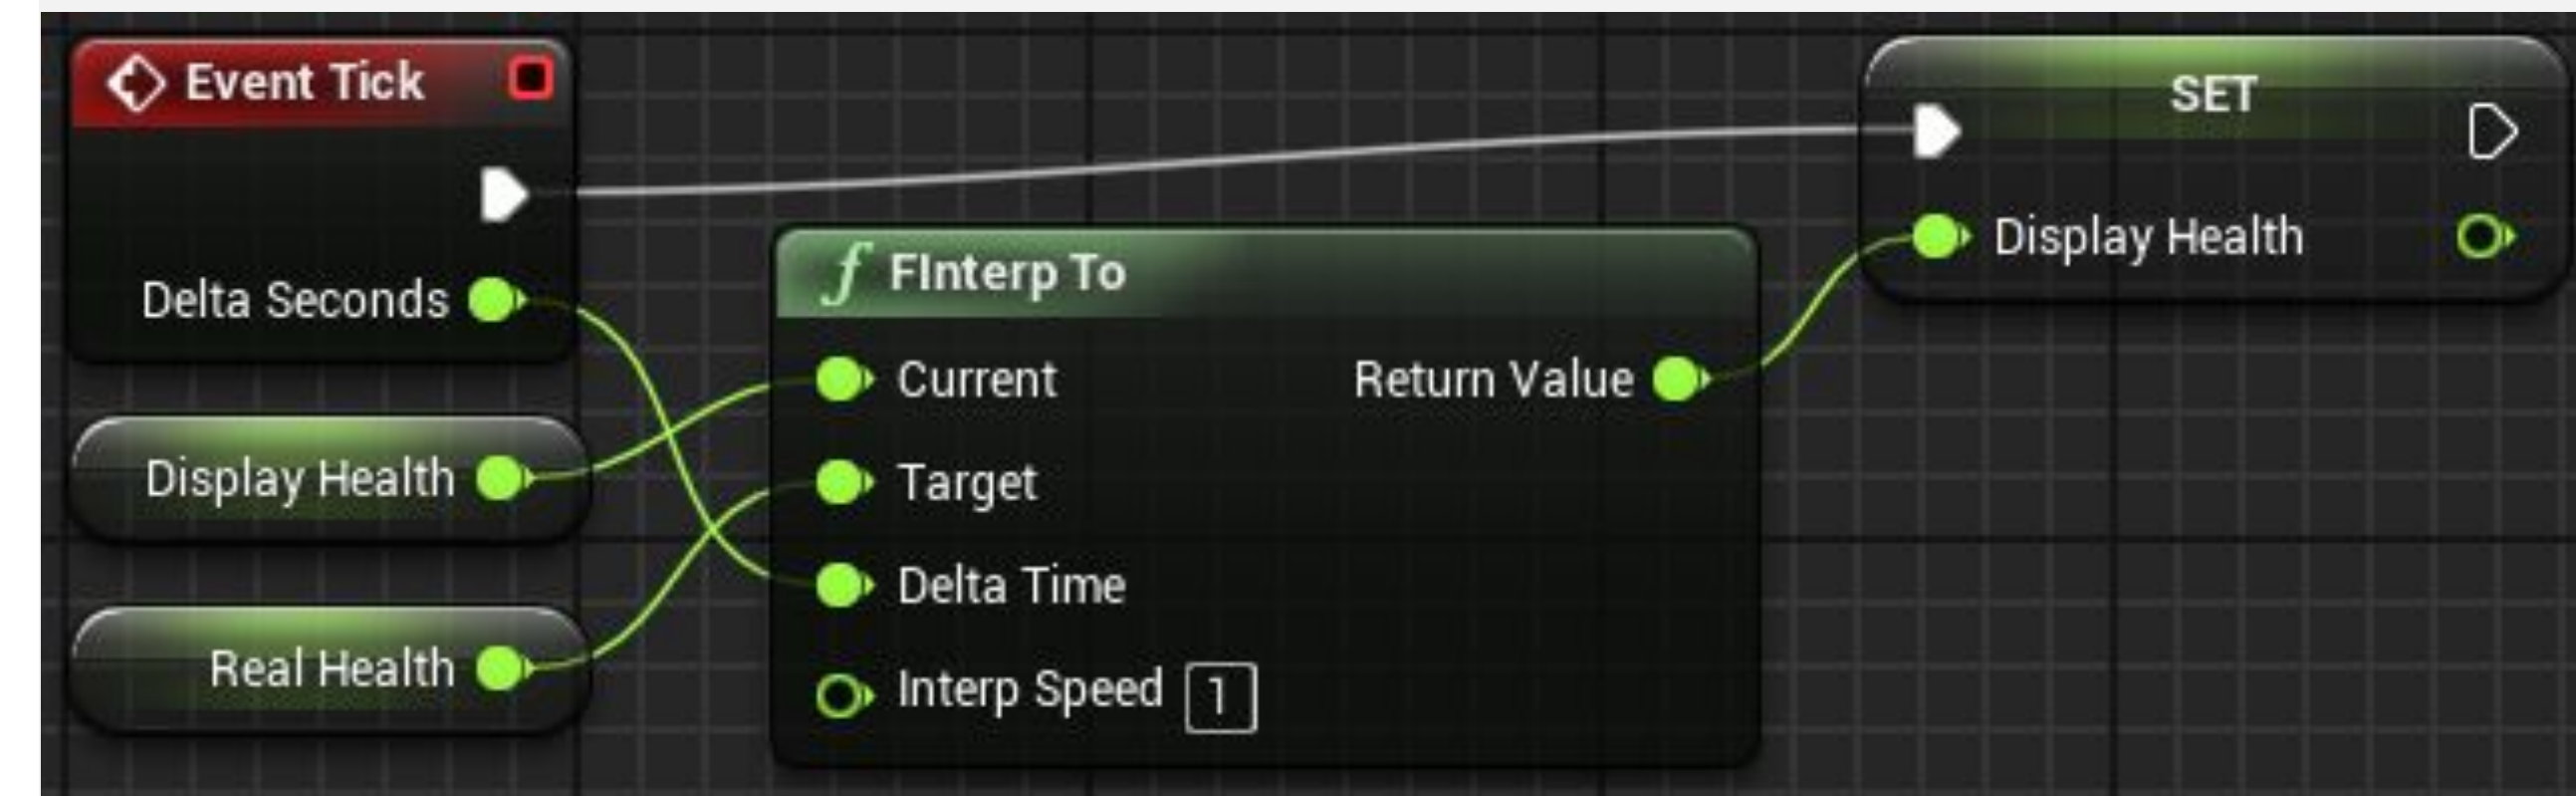 Event Tick
Delta Seconds
Display Health
Real Health
f FInterp To
Current
Return Value
Target
Delta Time
Interp Speed 1
SET
Display Health